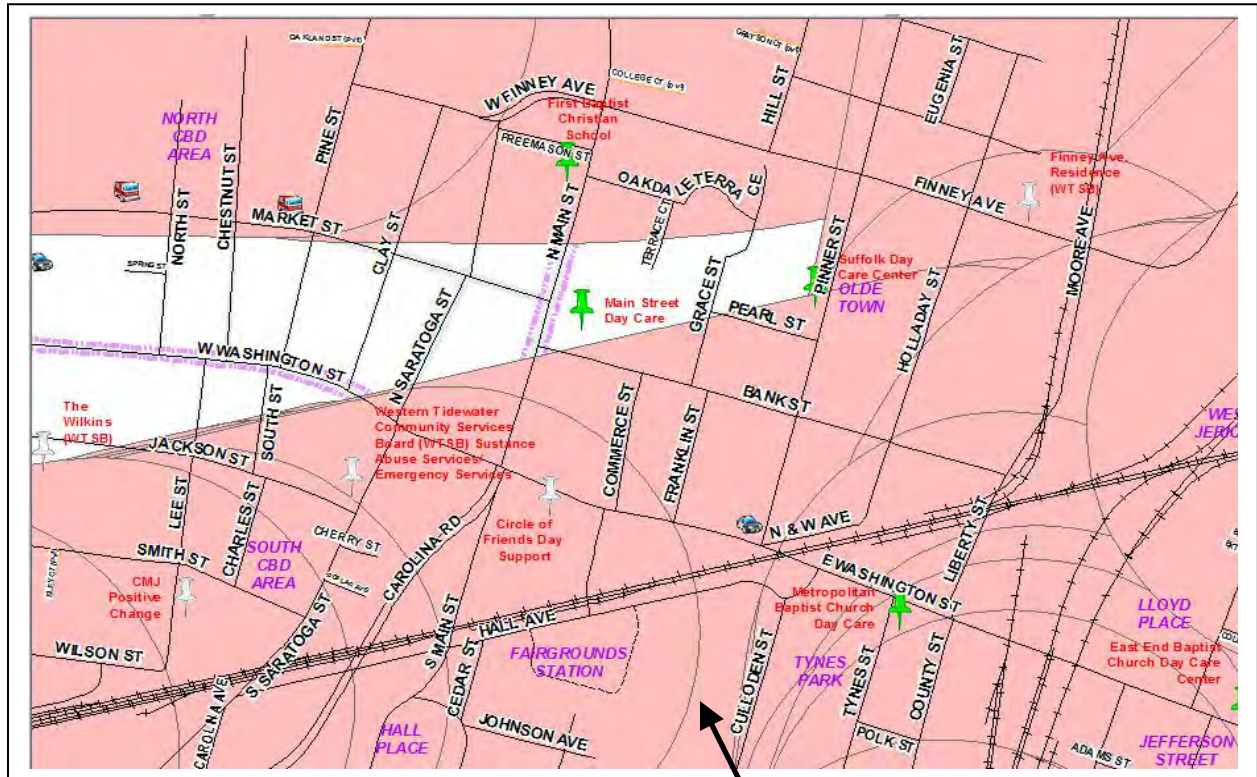 OAKLAND ST (pvt)
GRAYSON CT (pvt)
EUGENIA ST
HILL ST
COLLEGE CT (pvt)
W FINNEY AVE
NORTH
CBD
AREA
PINE ST
First Baptist
Christian
School
FREEMASON ST
CHESTNUT ST
NORTH ST
OAKDALE TERRACE
Finney Ave.
Residence
(WTSB)
FINNEY AVE
MARKET ST
CLAY ST
N MAIN ST
TERRACE CT
PINNER ST
MOORE AVE
SPRING ST
Suffolk Day
Care Center
OLDE
TOWN
Main Street
Day Care
GRACE ST
PEARL ST
HOLLADAY ST
N SARATOGA ST
W WASHINGTON ST
BANK ST
The
Wilkins
(WTSB)
SOUTH ST
Western Tidewater
Community Services
Board (WTSB) Sustance
Abuse Services/
Emergency Services
COMMERCE ST
FRANKLIN ST
JACKSON ST
LEE ST
CHARLES ST
CHERRY ST
CAROLINA RD
Circle of
Friends Day
Support
N & W AVE
LIBERTY ST
SMITH ST
SOUTH
CBD
AREA
E WASHINGTON ST
CMJ
Positive
Change
Metropolitan
Baptist Church
Day Care
LLOYD
PLACE
HALL AVE
S MAIN ST
WILSON ST
S SARATOGA ST
CEDAR ST
FAIRGROUNDS
STATION
CULLODEN ST
TYNES
PARK
TYNES ST
COUNTY ST
East End Baptist
Church Day Care
Center
CAROLINA AVE
HALL
PLACE
JOHNSON AVE
POLK ST
ADAMS ST
JEFFERSON
STREET